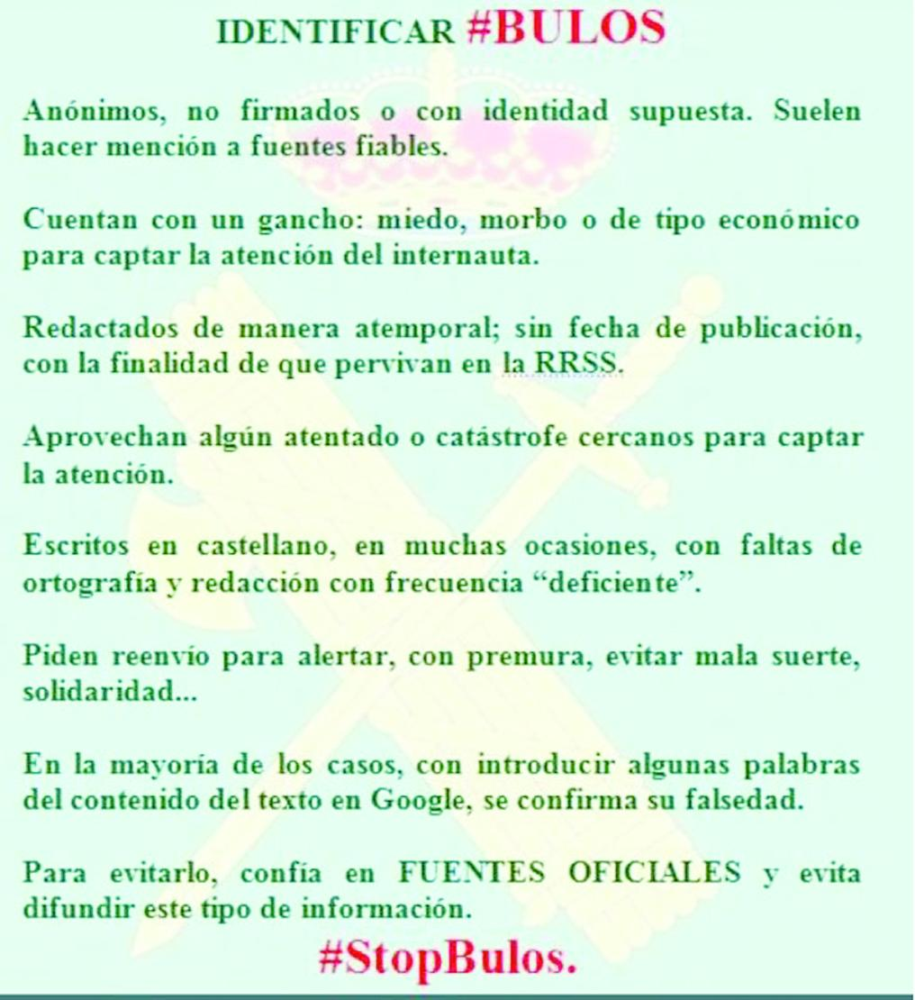 IDENTIFICAR #BULOS
Anónimos, no firmados o con identidad supuesta. Suelen
hacer mención a fuentes fiables.
Cuentan con un gancho: miedo, morbo o de tipo económico
para captar la atención del internauta.
Redactados de manera atemporal; sin fecha de publicación,
con la finalidad de que pervivan en la RRSS.
Aprovechan algún atentado o catástrofe cercanos para captar
la atención.
Escritos en castellano, en muchas ocasiones, con faltas de
ortografía y redacción con frecuencia “deficiente”.
Piden reenvío para alertar, con premura, evitar mala suerte,
solidaridad...
En la mayoría de los casos, con introducir algunas palabras
del contenido del texto en Google, se confirma su falsedad.
Para evitarlo, confía en FUENTES OFICIALES y evita
difundir este tipo de información.
#StopBulos.